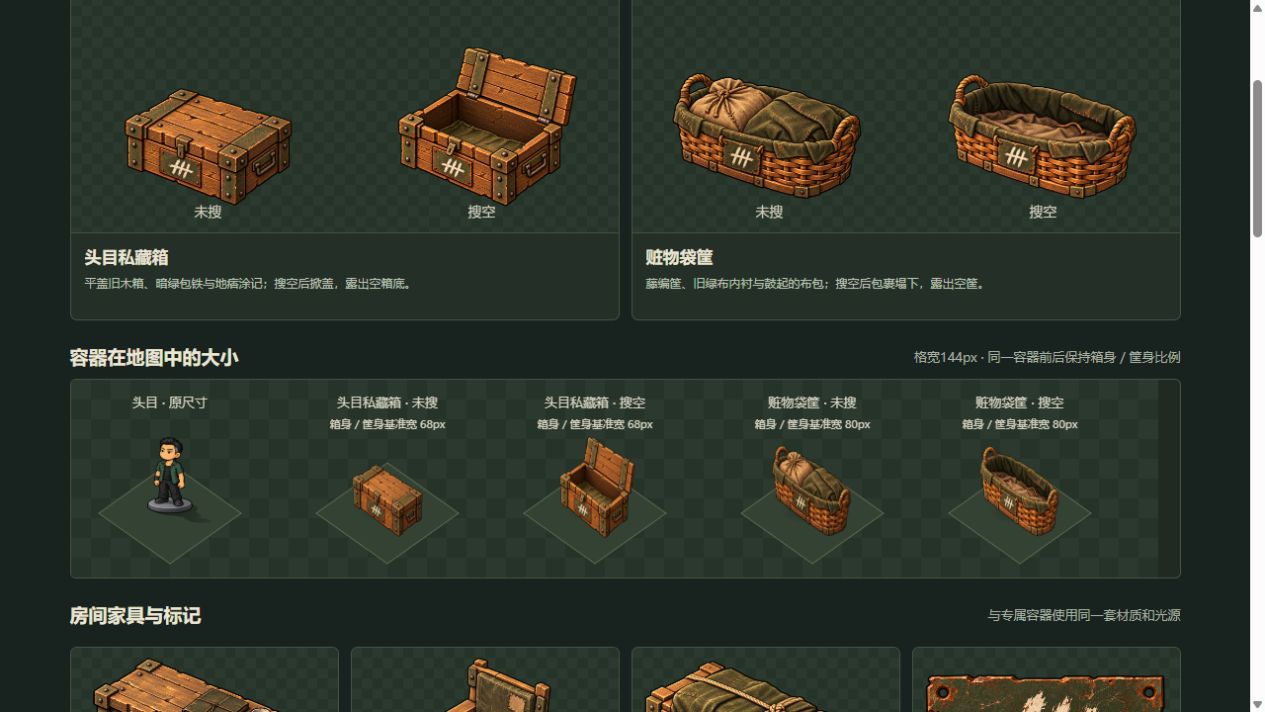 未搜
搜空
未搜
搜空
头目私藏箱
平盖旧木箱、暗绿包铁与地痞涂记；搜空后掀盖，露出空箱底。
赃物袋筐
藤编筐、旧绿布内衬与鼓起的布包；搜空后包裹塌下，露出空筐。
容器在地图中的大小
格宽144px · 同一容器前后保持箱身 / 筐身比例
头目 · 原尺寸
头目私藏箱 · 未搜
箱身 / 筐身基准宽 68px
头目私藏箱 · 搜空
箱身 / 筐身基准宽 68px
赃物袋筐 · 未搜
箱身 / 筐身基准宽 80px
赃物袋筐 · 搜空
箱身 / 筐身基准宽 80px
房间家具与标记
与专属容器使用同一套材质和光源